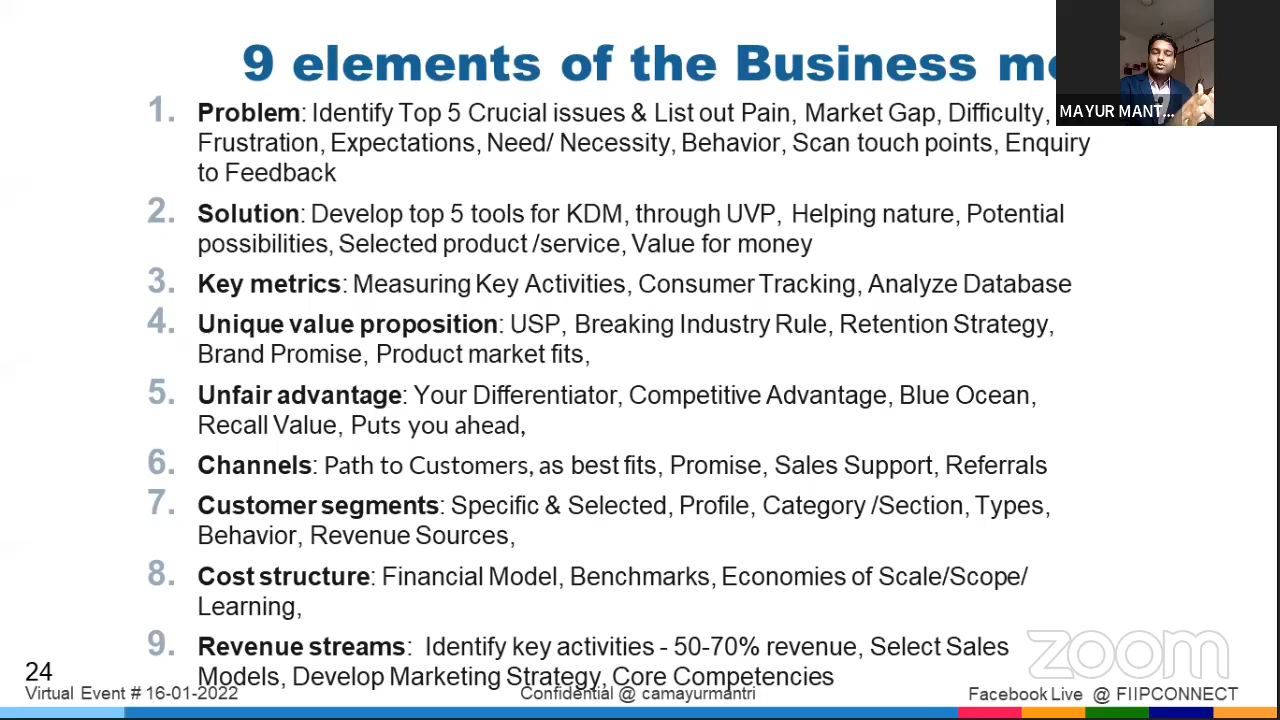 9 elements of the Business
MAYUR MANT...
1. Problem: Identify Top 5 Crucial issues & List out Pain, Market Gap, Difficulty,
Frustration, Expectations, Need/ Necessity, Behavior, Scan touch points, Enquiry
to Feedback
2. Solution: Develop top 5 tools for KDM, through UVP, Helping nature, Potential
possibilities, Selected product /service, Value for money
3. Key metrics: Measuring Key Activities, Consumer Tracking, Analyze Database
4. Unique value proposition: USP, Breaking Industry Rule, Retention Strategy,
Brand Promise, Product market fits,
5. Unfair advantage: Your Differentiator, Competitive Advantage, Blue Ocean,
Recall Value, Puts you ahead,
6. Channels: Path to Customers, as best fits, Promise, Sales Support, Referrals
7. Customer segments: Specific & Selected, Profile, Category /Section, Types,
Behavior, Revenue Sources,
8. Cost structure: Financial Model, Benchmarks, Economies of Scale/Scope/
Learning,
9. Revenue streams: Identify key activities - 50-70% revenue, Select Sales
Models, Develop Marketing Strategy, Core Competencies
zoom
24
Virtual Event # 16-01-2022
Confidential @ camayurmantri
Facebook Live @ FIIPCONNECT